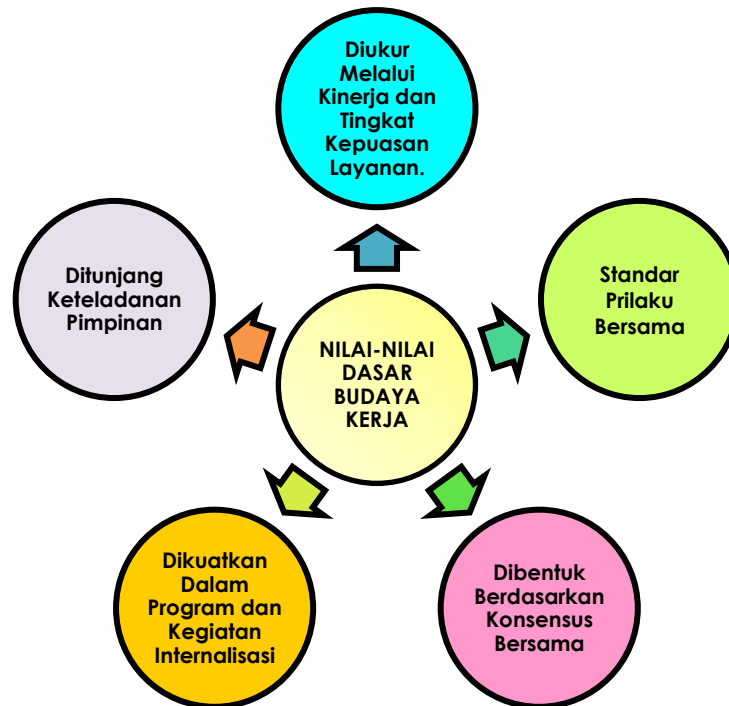 Diukur
Melalui
Kinerja dan
Tingkat
Kepuasan
Layanan.
Ditunjang
Keteladanan
Pimpinan
Standar
Prilaku
Bersama
NILAI-NILAI
DASAR
BUDAYA
KERJA
Dikuatkan
Dalam
Program dan
Kegiatan
Internalisasi
Dibentuk
Berdasarkan
Konsensus
Bersama